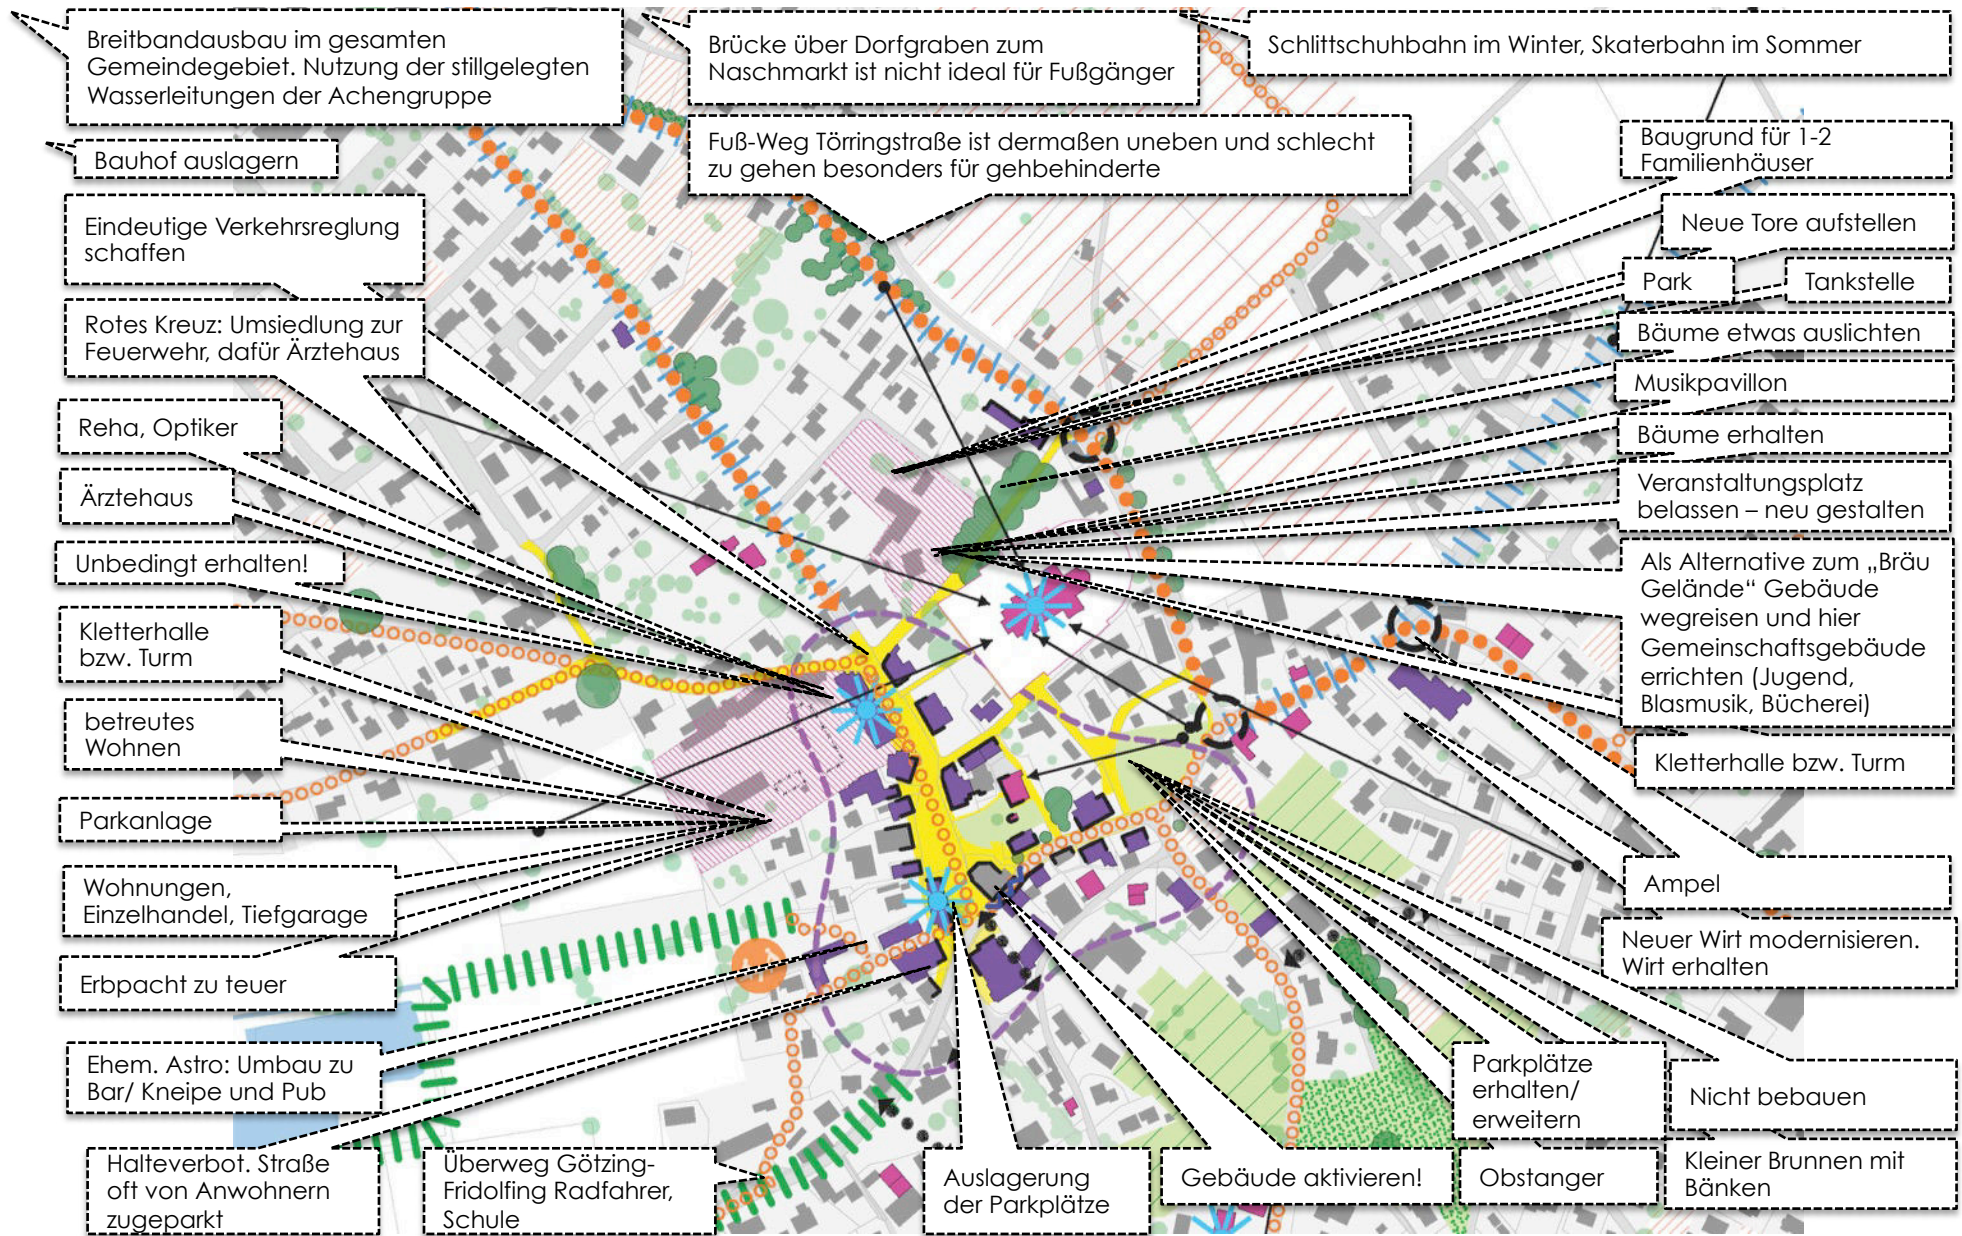 Breitbandausbau im gesamten
Gemeindegebiet. Nutzung der stillgelegten
Wasserleitungen der Achengruppe
Brücke über Dorfgraben zum
Naschmarkt ist nicht ideal für Fußgänger
Schlittschuhbahn im Winter, Skaterbahn im Sommer
Bauhof auslagern
Fuß-Weg Törringstraße ist dermaßen uneben und schlecht
zu gehen besonders für gehbehinderte
Baugrund für 1-2
Familienhäuser
Eindeutige Verkehrsreglung
schaffen
Neue Tore aufstellen
Park
Tankstelle
Rotes Kreuz: Umsiedlung zur
Feuerwehr, dafür Ärztehaus
Bäume etwas auslichten
Musikpavillon
Reha, Optiker
Bäume erhalten
Ärztehaus
Veranstaltungsplatz
belassen – neu gestalten
Unbedingt erhalten!
Als Alternative zum „Bräu
Gelände“ Gebäude
wegreisen und hier
Gemeinschaftsgebäude
errichten (Jugend,
Blasmusik, Bücherei)
Kletterhalle
bzw. Turm
betreutes
Wohnen
Kletterhalle bzw. Turm
Parkanlage
Wohnungen,
Einzelhandel, Tiefgarage
Ampel
Neuer Wirt modernisieren.
Wirt erhalten
Erbpacht zu teuer
Ehem. Astro: Umbau zu
Bar/ Kneipe und Pub
Parkplätze
erhalten/
erweitern
Nicht bebauen
Halteverbot. Straße
oft von Anwohnern
zugeparkt
Überweg Götzing-
Fridolfing Radfahrer,
Schule
Auslagerung
der Parkplätze
Gebäude aktivieren!
Obstanger
Kleiner Brunnen mit
Bänken